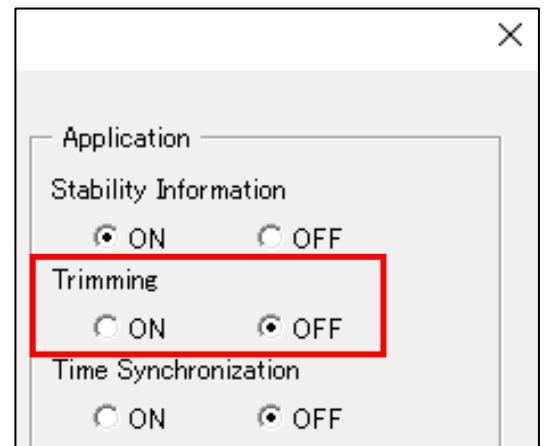 Application
Stability Information
ON OFF
Trimming
ON OFF
Time Synchronization
ON OFF